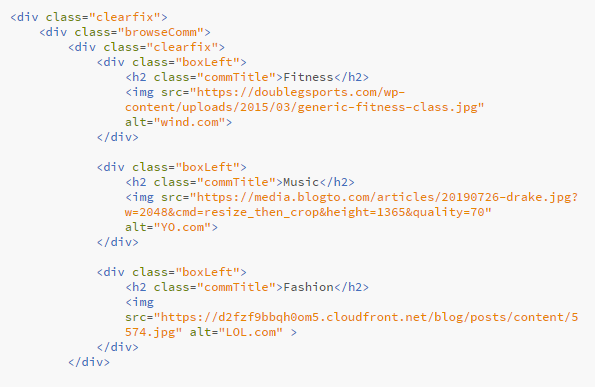 <div class="clearfix">
<div class="browseComm">
<div class="clearfix">
<div class="boxLeft">
<h2 class="commTitle">Fitness</h2>
<img src="https://doublegsports.com/wp-
content/uploads/2015/03/generic-fitness-class.jpg"
alt="wind.com">
</div>
<div class="boxLeft">
<h2 class="commTitle">Music</h2>
<img src="https://media.blogto.com/articles/20190726-drake.jpg?
w=2048&cmd=resize_then_crop&height=1365&quality=70"
alt="YO.com">
</div>
<div class="boxLeft">
<h2 class="commTitle">Fashion</h2>
<img
src="https://d2fzf9bbqh0om5.cloudfront.net/blog/posts/content/5
574.jpg" alt="LOL.com" >
</div>
</div>